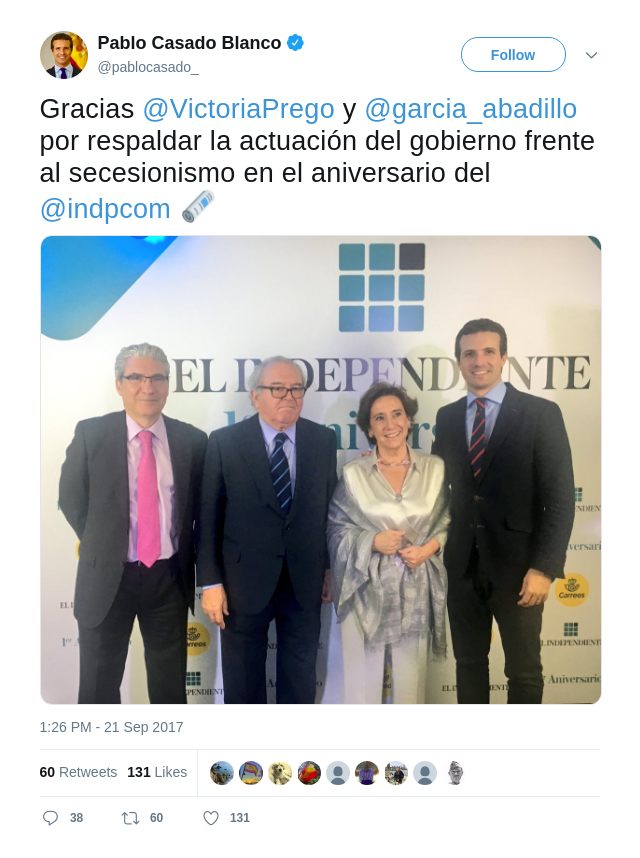 Pablo Casado Blanco
@pablocasado_
Follow
Gracias @VictoriaPrego y @garcia_abadillo
por respaldar la actuación del gobierno frente
al secesionismo en el aniversario del
@indpcom
EL INDEPENDIENTE
Correos
EL INDEPENDIENT
Aniversario
1:26 PM - 21 Sep 2017
60 Retweets 131 Likes
38 60 131